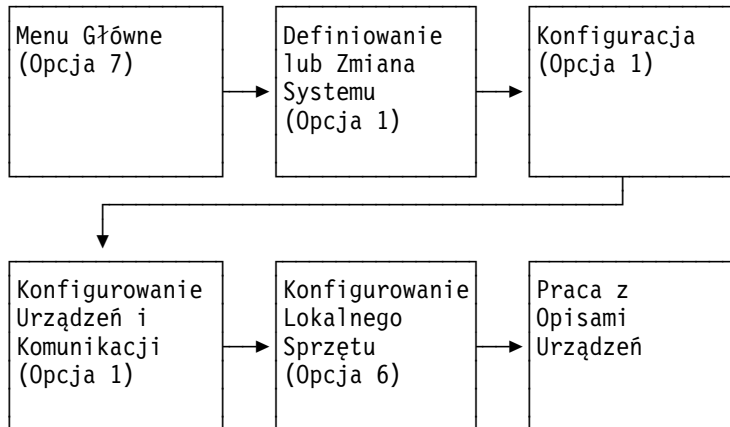 Menu Główne
(Opcja 7)
Definiowanie
lub Zmiana
Systemu
(Opcja 1)
Konfiguracja
(Opcja 1)
Konfigurowanie
Urządzeń i
Komunikacji
(Opcja 1)
Konfigurowanie
Lokalnego
Sprzętu
(Opcja 6)
Praca z
Opisami
Urządzeń